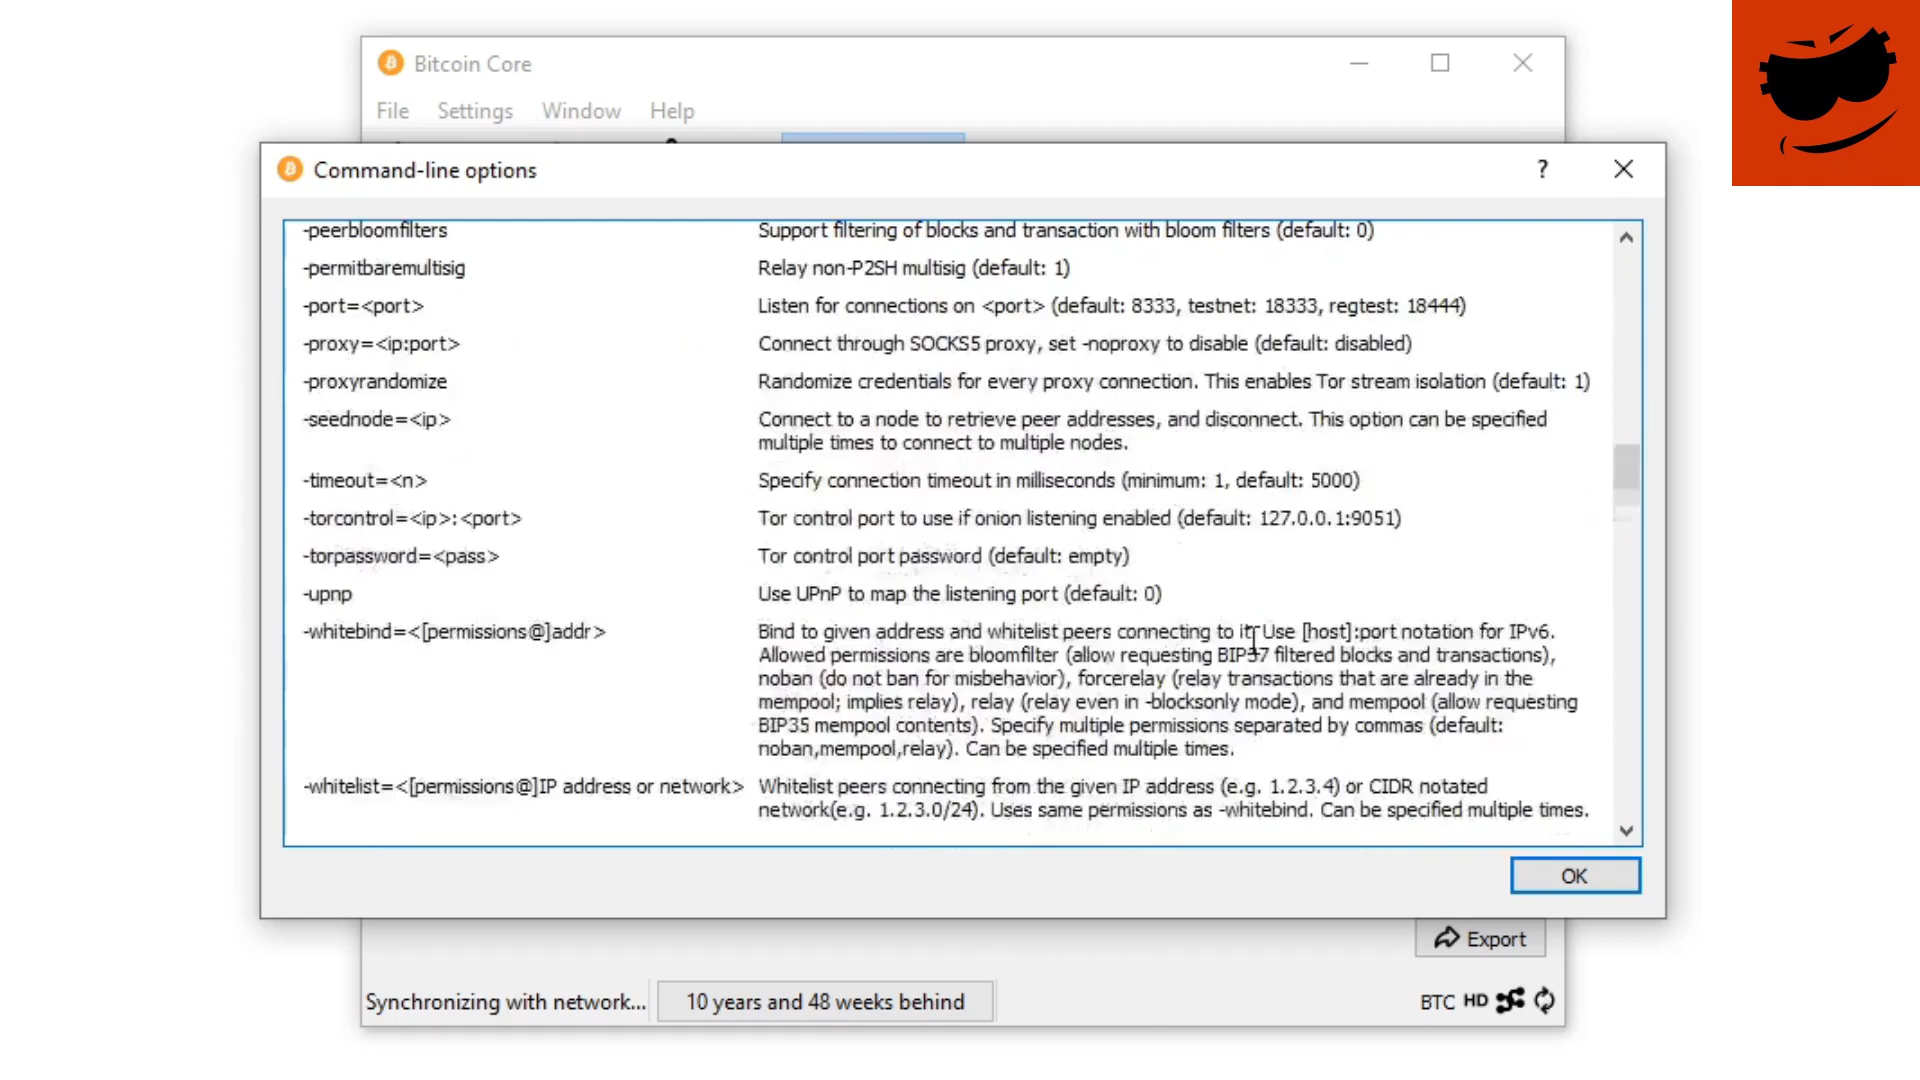 Bitcoin Core
File Settings Window Help
Command-line options
?
-peerbloomfilters Support filtering of blocks and transaction with bloom filters (default: 0)
-permitbaremultisig Relay non-P2SH multisig (default: 1)
-port=<port> Listen for connections on <port> (default: 8333, testnet: 18333, regtest: 18444)
-proxy=<ip:port> Connect through SOCKS5 proxy, set -noproxy to disable (default: disabled)
-proxyrandomize Randomize credentials for every proxy connection. This enables Tor stream isolation (default: 1)
-seednode=<ip> Connect to a node to retrieve peer addresses, and disconnect. This option can be specified
multiple times to connect to multiple nodes.
-timeout=<n> Specify connection timeout in milliseconds (minimum: 1, default: 5000)
-torcontrol=<ip>:<port> Tor control port to use if onion listening enabled (default: 127.0.0.1:9051)
-torpassword=<pass> Tor control port password (default: empty)
-upnp Use UPnP to map the listening port (default: 0)
-whitebind=<[permissions@]addr> Bind to given address and whitelist peers connecting to it. Use [host]:port notation for IPv6.
Allowed permissions are bloomfilter (allow requesting BIP37 filtered blocks and transactions),
noban (do not ban for misbehavior), forcerelay (relay transactions that are already in the
mempool; implies relay), relay (relay even in -blocksonly mode), and mempool (allow requesting
BIP35 mempool contents). Specify multiple permissions separated by commas (default:
noban,mempool,relay). Can be specified multiple times.
-whitelist=<[permissions@]IP address or network> Whitelist peers connecting from the given IP address (e.g. 1.2.3.4) or CIDR notated
network(e.g. 1.2.3.0/24). Uses same permissions as -whitebind. Can be specified multiple times.
OK
Export
Synchronizing with network... 10 years and 48 weeks behind BTC HD